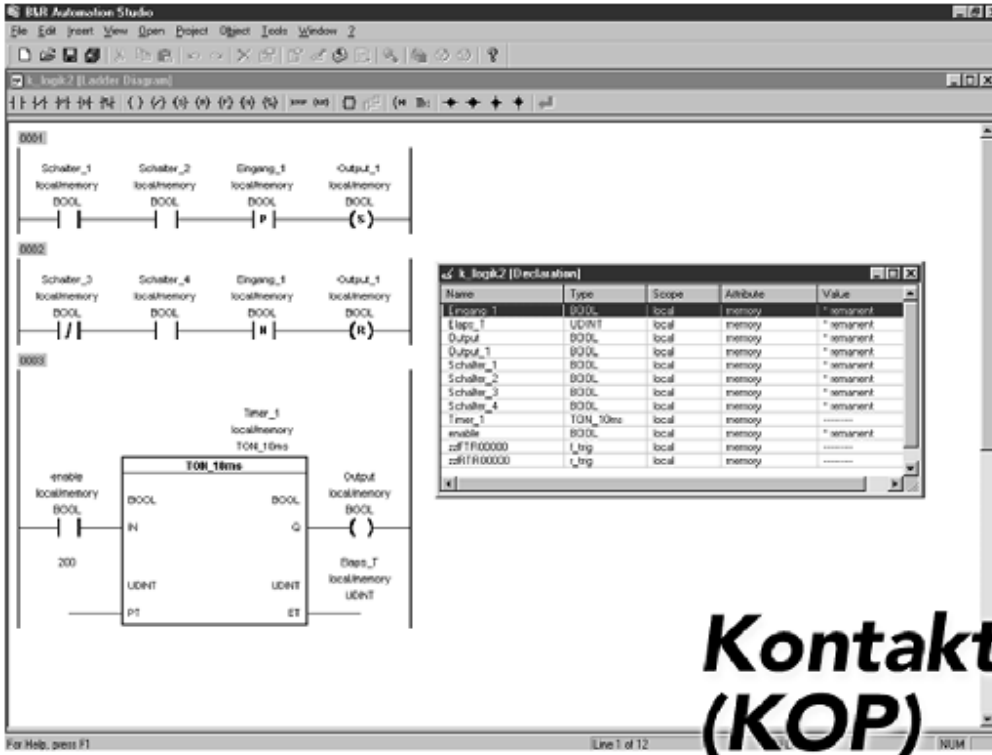 B&R Automation Studio
File Edit Insert View Open Project Object Tools Window ?
k_logik2 [Ladder Diagram]
0001
Schalter_1 Schalter_2 Eingang_1 Output_1
local/memory local/memory local/memory local/memory
BOOL BOOL BOOL BOOL
P S
0002
Schalter_3 Schalter_4 Eingang_1 Output_1
local/memory local/memory local/memory local/memory
BOOL BOOL BOOL BOOL
N R
0003
Timer_1
local/memory
TON_10ms
TON_10ms
enable Output
local/memory local/memory
BOOL BOOL BOOL BOOL
IN Q
200 Elaps_T
local/memory
UDINT UDINT UDINT
PT ET
k_logik2 [Declaration]
Name Type Scope Attribute Value
Eingang_1 BOOL local memory * remanent
Elaps_1 UDINT local memory * remanent
Output BOOL local memory * remanent
Output_1 BOOL local memory * remanent
Schalter_1 BOOL local memory * remanent
Schalter_2 BOOL local memory * remanent
Schalter_3 BOOL local memory * remanent
Schalter_4 BOOL local memory * remanent
Timer_1 TON_10ms local memory --------
enable BOOL local memory * remanent
zzFTR00000 f_trig local memory --------
zzRTR00000 r_trig local memory --------
Kontakt
(KOP)
For Help, press F1 Line 1 of 12 NUM